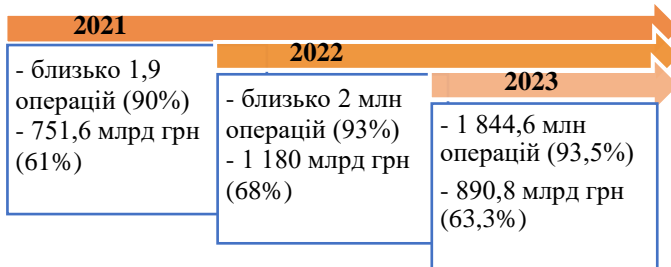 2021
- близько 1,9
операцій (90%)
- 751,6 млрд грн
(61%)
2022
- близько 2 млн
операцій (93%)
- 1 180 млрд грн
(68%)
2023
- 1 844,6 млн
операцій (93,5%)
- 890,8 млрд грн
(63,3%)